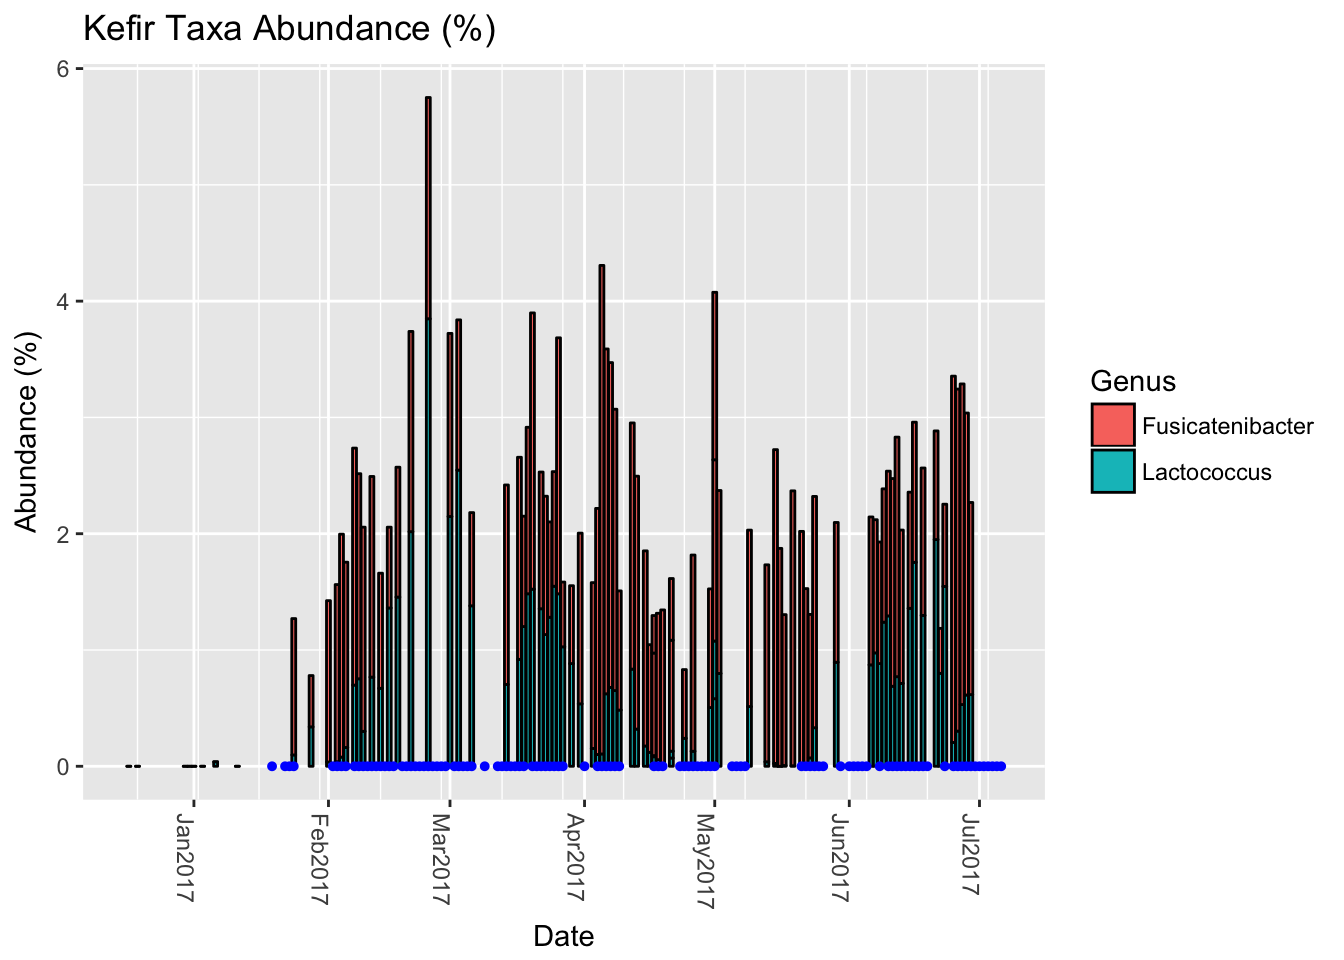 Kefir Taxa Abundance (%)
6
4
2
0
Abundance (%)
Jan2017
Feb2017
Mar2017
Apr2017
May2017
Jun2017
Jul2017
Date
Genus
Fusicatenibacter
Lactococcus